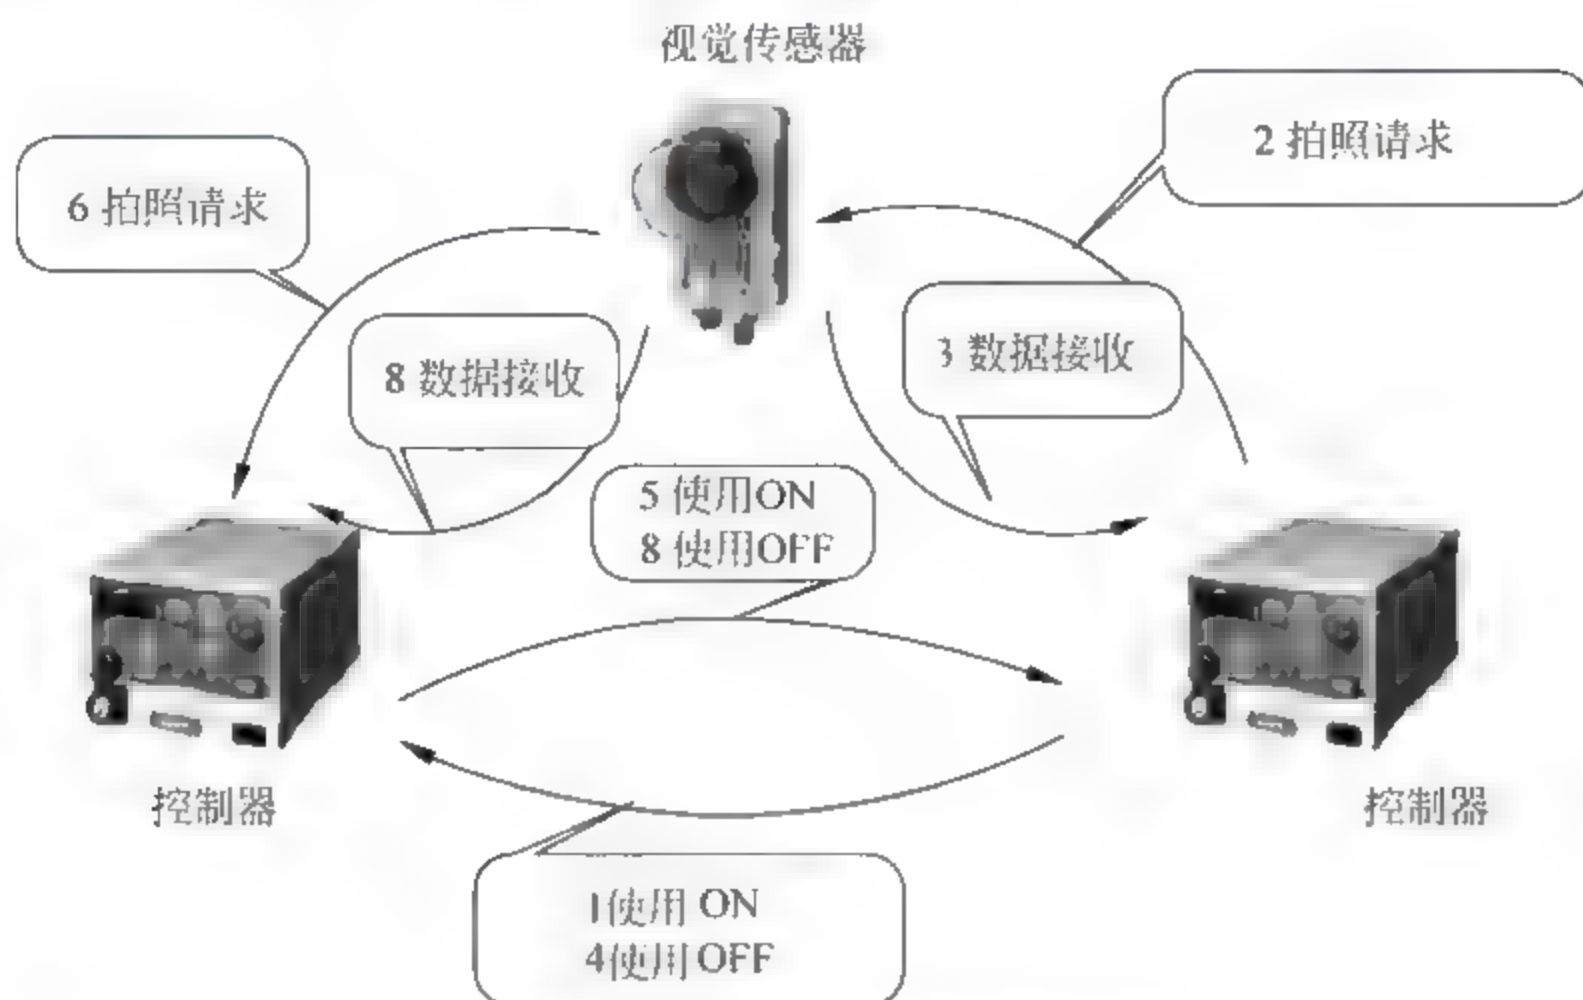 视觉传感器
2 拍照请求
6 拍照请求
3 数据接收
8 数据接收
5 使用ON
8 使用OFF
控制器
控制器
1使用 ON
4使用 OFF